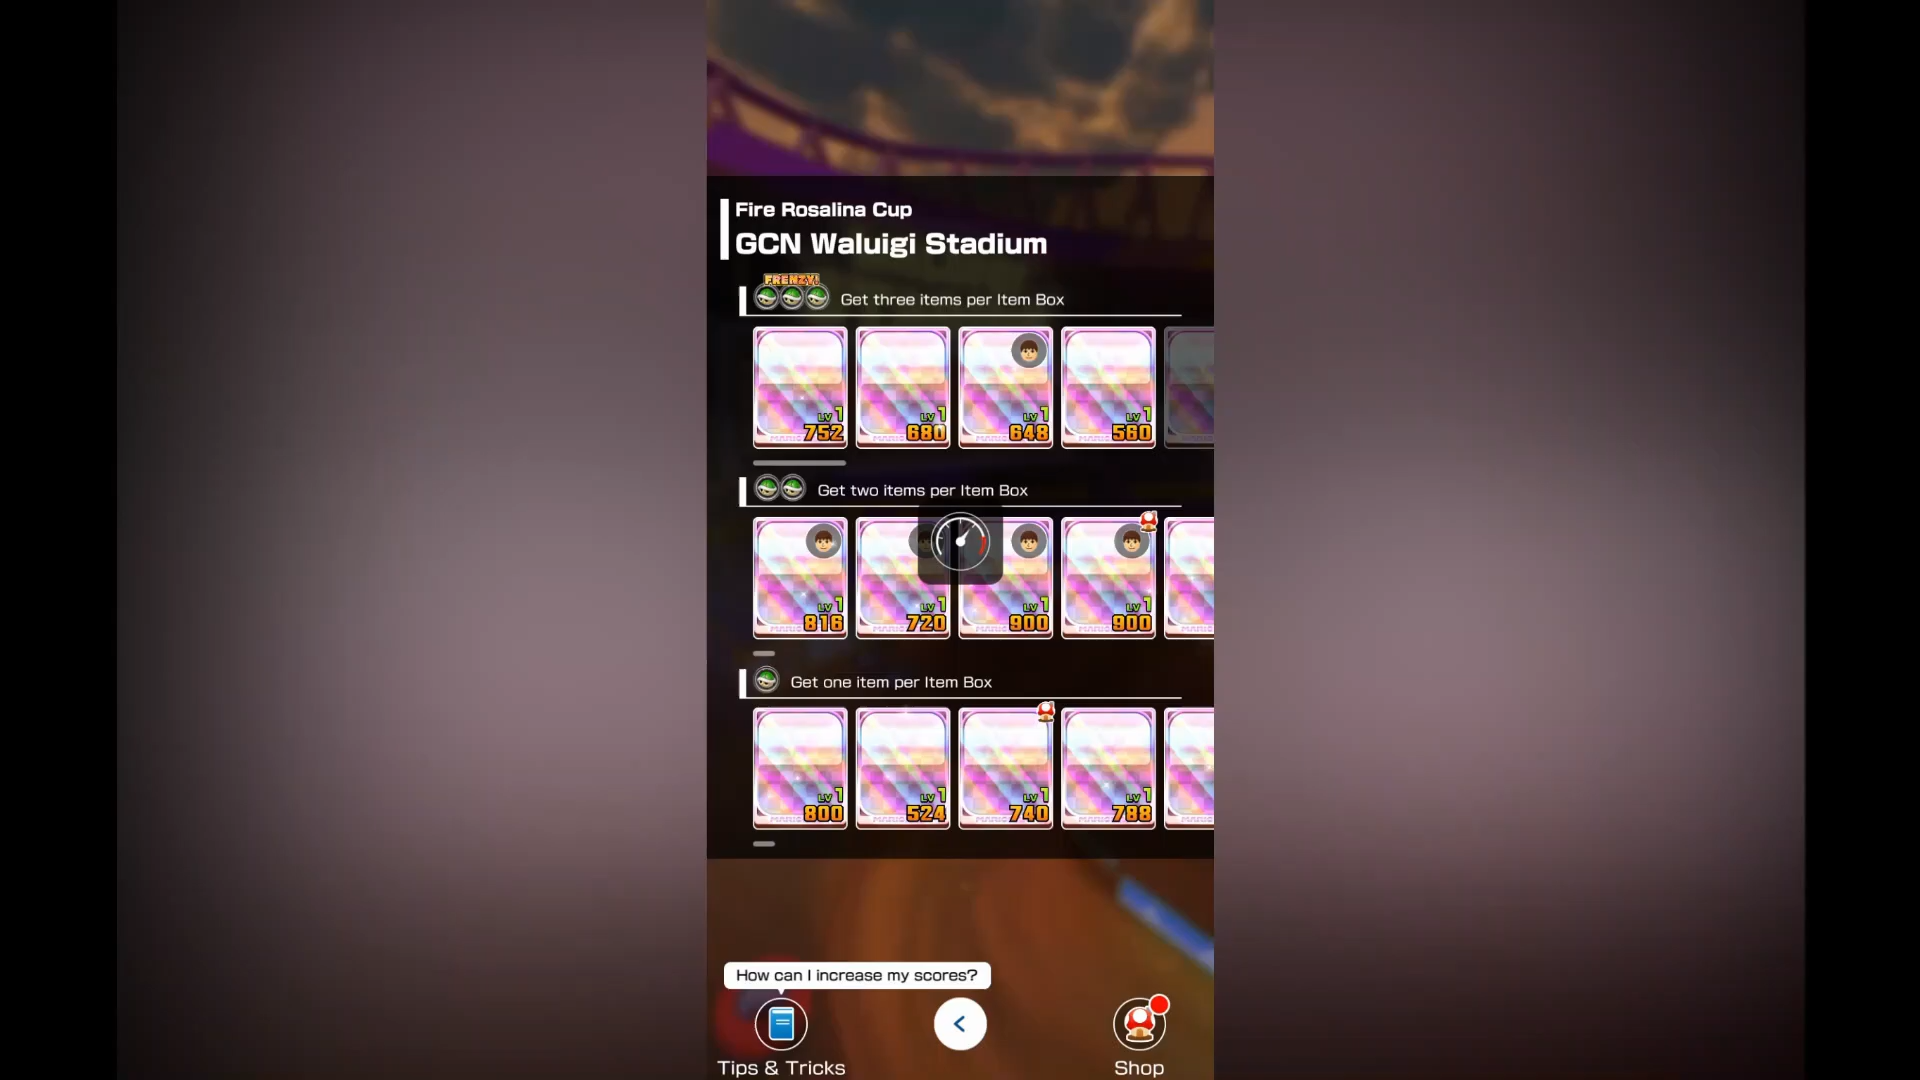 Fire Rosalina Cup
GCN Waluigi Stadium
FRENZY!
Get three items per Item Box
LV 1
752
LV 1
680
LV 1
648
LV 1
560
Get two items per Item Box
LV 1
816
LV 1
720
LV 1
900
LV 1
900
Get one item per Item Box
LV 1
800
LV 1
524
LV 1
740
LV 1
788
How can I increase my scores?
Tips & Tricks
Shop